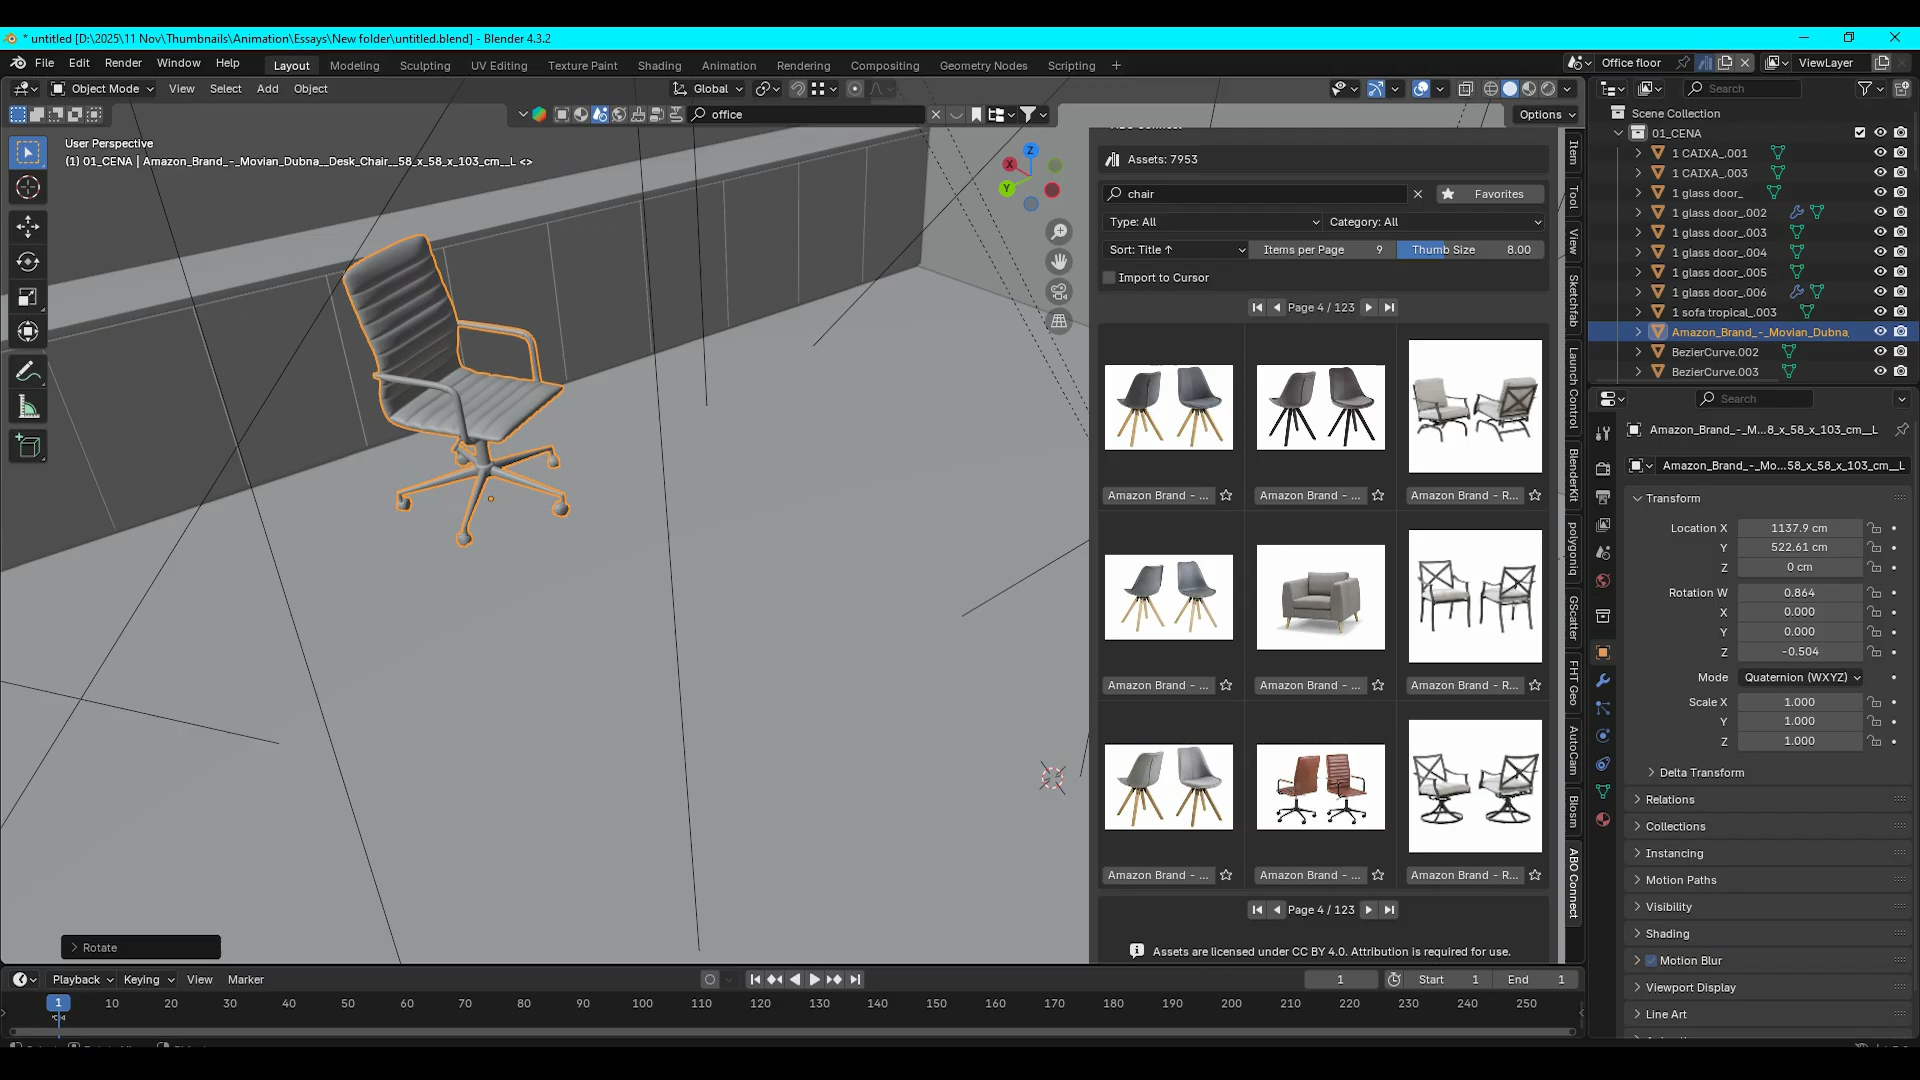 * untitled [D:\2025\11 Nov\Thumbnails\Animation\Essays\New folder\untitled.blend] - Blender 4.3.2
File Edit Render Window Help Layout Modeling Sculpting UV Editing Texture Paint Shading Animation Rendering Compositing Geometry Nodes Scripting + Office floor ViewLayer
Object Mode View Select Add Object Global Search
office Options
User Perspective
(1) 01_CENA | Amazon_Brand_-_Movian_Dubna__Desk_Chair__58_x_58_x_103_cm__L <>
Z
X
Y
Rotate
Assets: 7953
chair Favorites
Type: All Category: All
Sort: Title ↑ Items per Page 9 Thumb Size 8.00
Import to Cursor
Page 4 / 123
Amazon Brand - ... Amazon Brand - ... Amazon Brand - R...
Amazon Brand - ... Amazon Brand - ... Amazon Brand - R...
Amazon Brand - ... Amazon Brand - ... Amazon Brand - R...
Page 4 / 123
Assets are licensed under CC BY 4.0. Attribution is required for use.
Item
Tool
View
Sketchfab
Launch Control
BlenderKit
polygoniq
GScatter
FHT Geo
AutoCam
Blosm
ABO Connect
Scene Collection
01_CENA
1 CAIXA_.001
1 CAIXA_.003
1 glass door_
1 glass door_.002
1 glass door_.003
1 glass door_.004
1 glass door_.005
1 glass door_.006
1 sofa tropical_.003
Amazon_Brand_-_Movian_Dubna_
BezierCurve.002
BezierCurve.003
Search
Amazon_Brand_-_M...8_x_58_x_103_cm__L
Amazon_Brand_-_Mo...58_x_58_x_103_cm__L
Transform
Location X 1137.9 cm
Y 522.61 cm
Z 0 cm
Rotation W 0.864
X 0.000
Y 0.000
Z -0.504
Mode Quaternion (WXYZ)
Scale X 1.000
Y 1.000
Z 1.000
Delta Transform
Relations
Collections
Instancing
Motion Paths
Visibility
Shading
Motion Blur
Viewport Display
Line Art
Playback Keying View Marker 1 Start 1 End 1
1 10 20 30 40 50 60 70 80 90 100 110 120 130 140 150 160 170 180 190 200 210 220 230 240 250